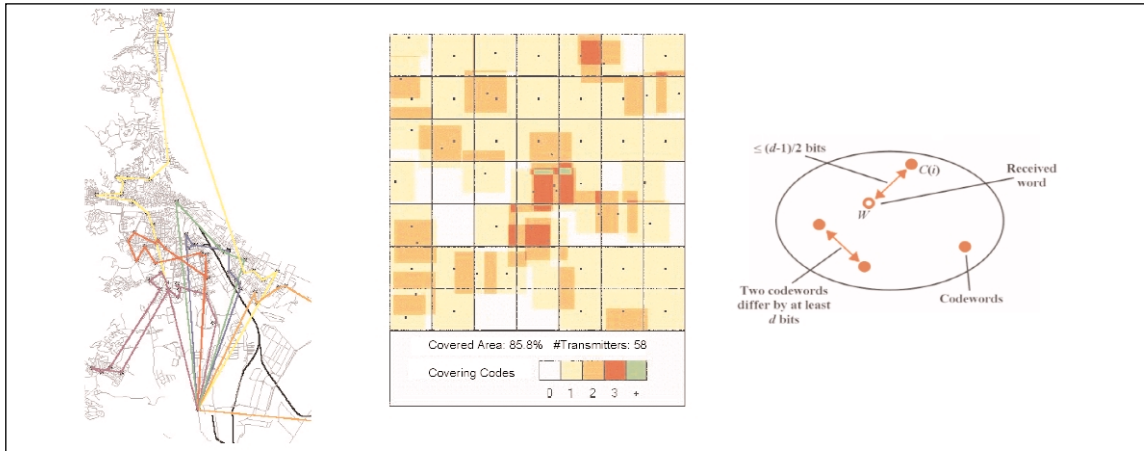 Covered Area: 85.8% #Transmitters: 58
Covering Codes
0 1 2 3 +
≤ (d-1)/2 bits
C(i)
Received
word
W
Two codewords
differ by at least
d bits
Codewords